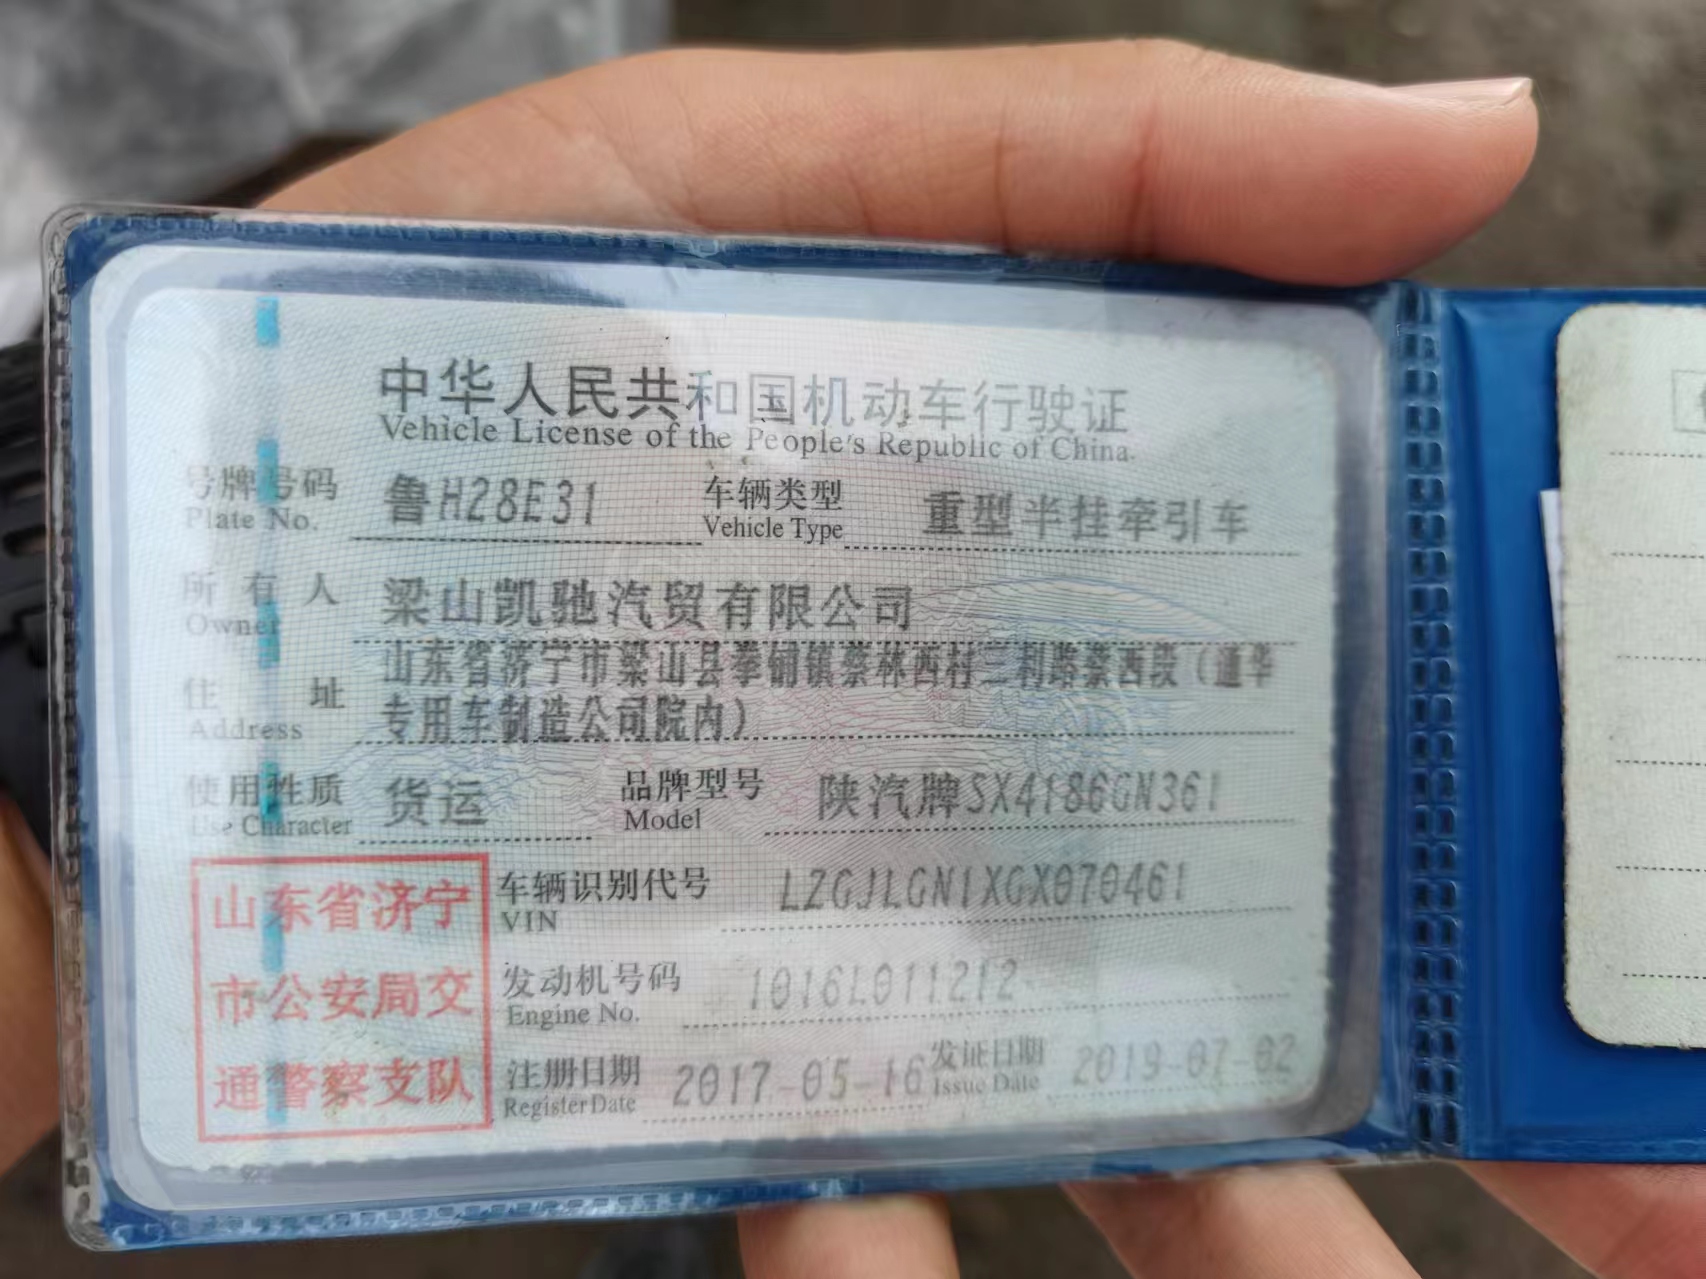 中华人民共和国机动车行驶证
Vehicle License of the People's Republic of China
号牌号码 鲁H28E31 车辆类型 重型半挂牵引车
Plate No. Vehicle Type
所有人 梁山凯驰汽贸有限公司
Owner
山东省济宁市梁山县拳铺镇蔡林西村三利路蔡西段（通华
住址 专用车制造公司院内）
Address
使用性质 货运 品牌型号 陕汽牌SX4186GN361
Use Character Model
山东省济宁
市公安局交
通警察支队
车辆识别代号 LZGJLGN1XGX070461
VIN
发动机号码 1016L011212
Engine No.
注册日期 2017-05-16 发证日期 2019-07-02
Register Date Issue Date